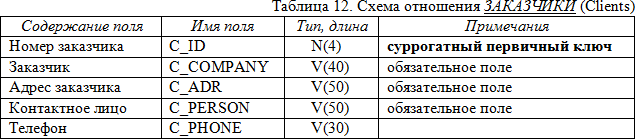 Таблица 12. Схема отношения ЗАКАЗЧИКИ (Clients)
Содержание поля Имя поля Тип, длина Примечания
Номер заказчика C_ID N(4) суррогатный первичный ключ
Заказчик C_COMPANY V(40) обязательное поле
Адрес заказчика C_ADR V(50) обязательное поле
Контактное лицо C_PERSON V(50) обязательное поле
Телефон C_PHONE V(30)